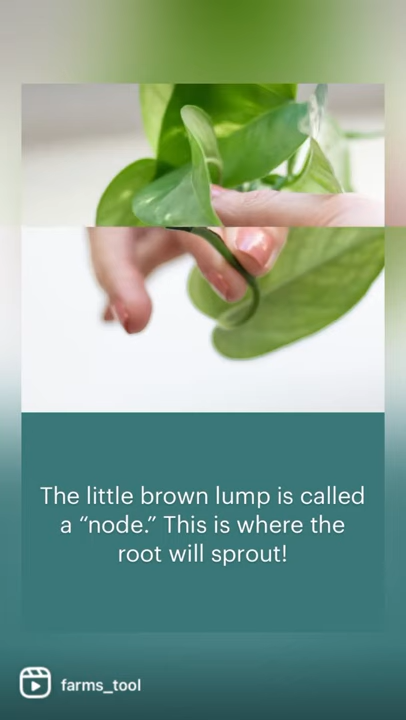 The little brown lump is called
a “node.” This is where the
root will sprout!
farms_tool